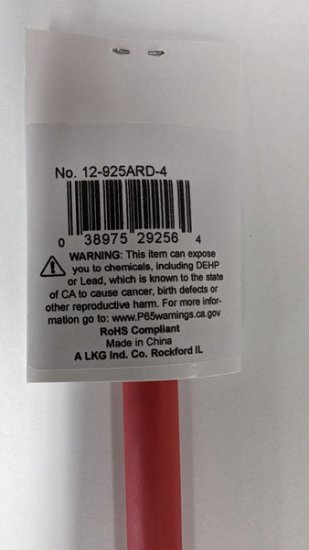 No. 12-925ARD-4
0 38975 29256 4
WARNING: This item can expose
you to chemicals, including DEHP
or Lead, which is known to the state
of CA to cause cancer, birth defects or
other reproductive harm. For more infor-
mation go to: www.P65warnings.ca.gov
RoHS Compliant
Made in China
A LKG Ind. Co. Rockford IL